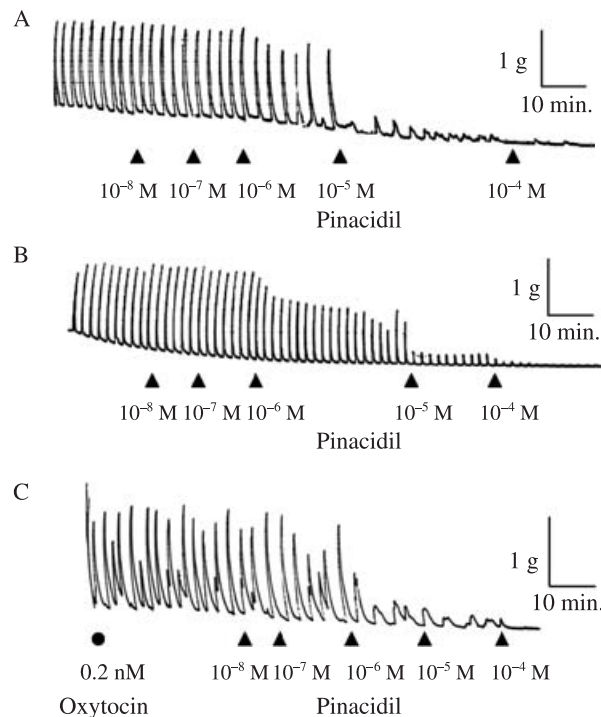 A
1 g
10 min.
10⁻⁸ M 10⁻⁷ M 10⁻⁶ M 10⁻⁵ M 10⁻⁴ M
Pinacidil
B
1 g
10 min.
10⁻⁸ M 10⁻⁷ M 10⁻⁶ M 10⁻⁵ M 10⁻⁴ M
Pinacidil
C
1 g
10 min.
0.2 nM 10⁻⁸ M 10⁻⁷ M 10⁻⁶ M 10⁻⁵ M 10⁻⁴ M
Oxytocin Pinacidil